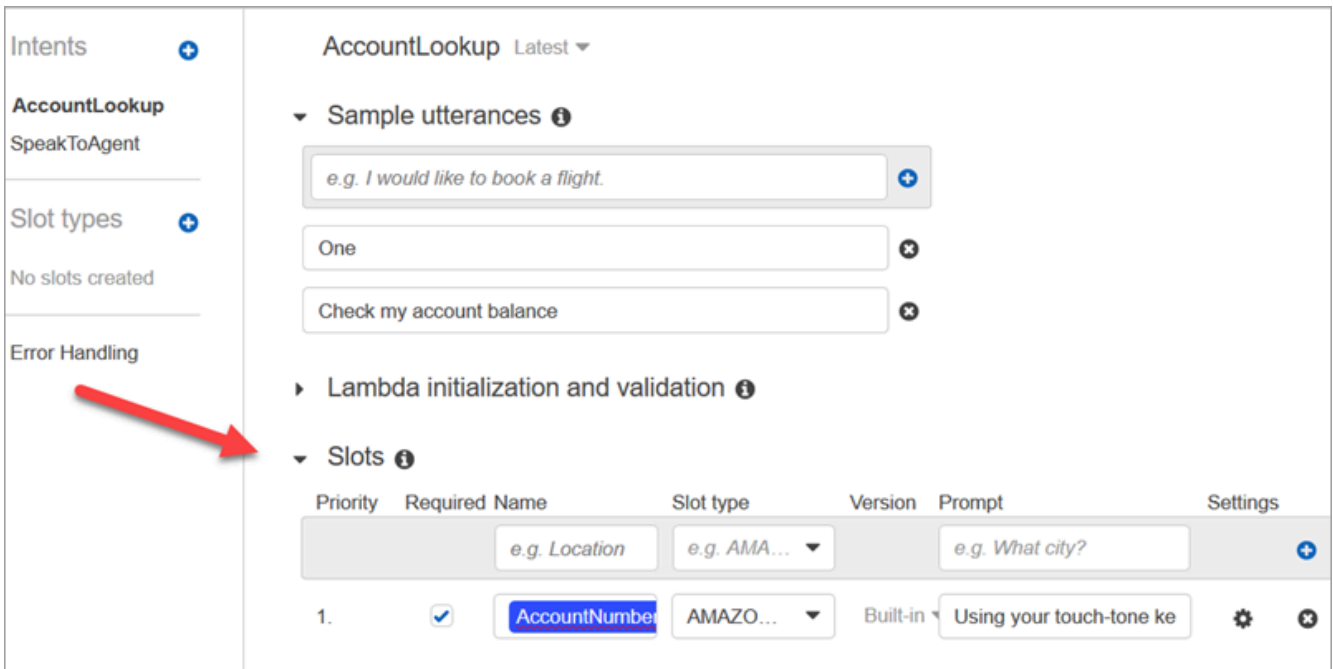 Intents
AccountLookup
SpeakToAgent
Slot types
No slots created
Error Handling
AccountLookup Latest
Sample utterances
e.g. I would like to book a flight.
One
Check my account balance
Lambda initialization and validation
Slots
Priority Required Name Slot type Version Prompt Settings
e.g. Location e.g. AMA... e.g. What city?
1. AccountNumber AMAZO... Built-in Using your touch-tone ke